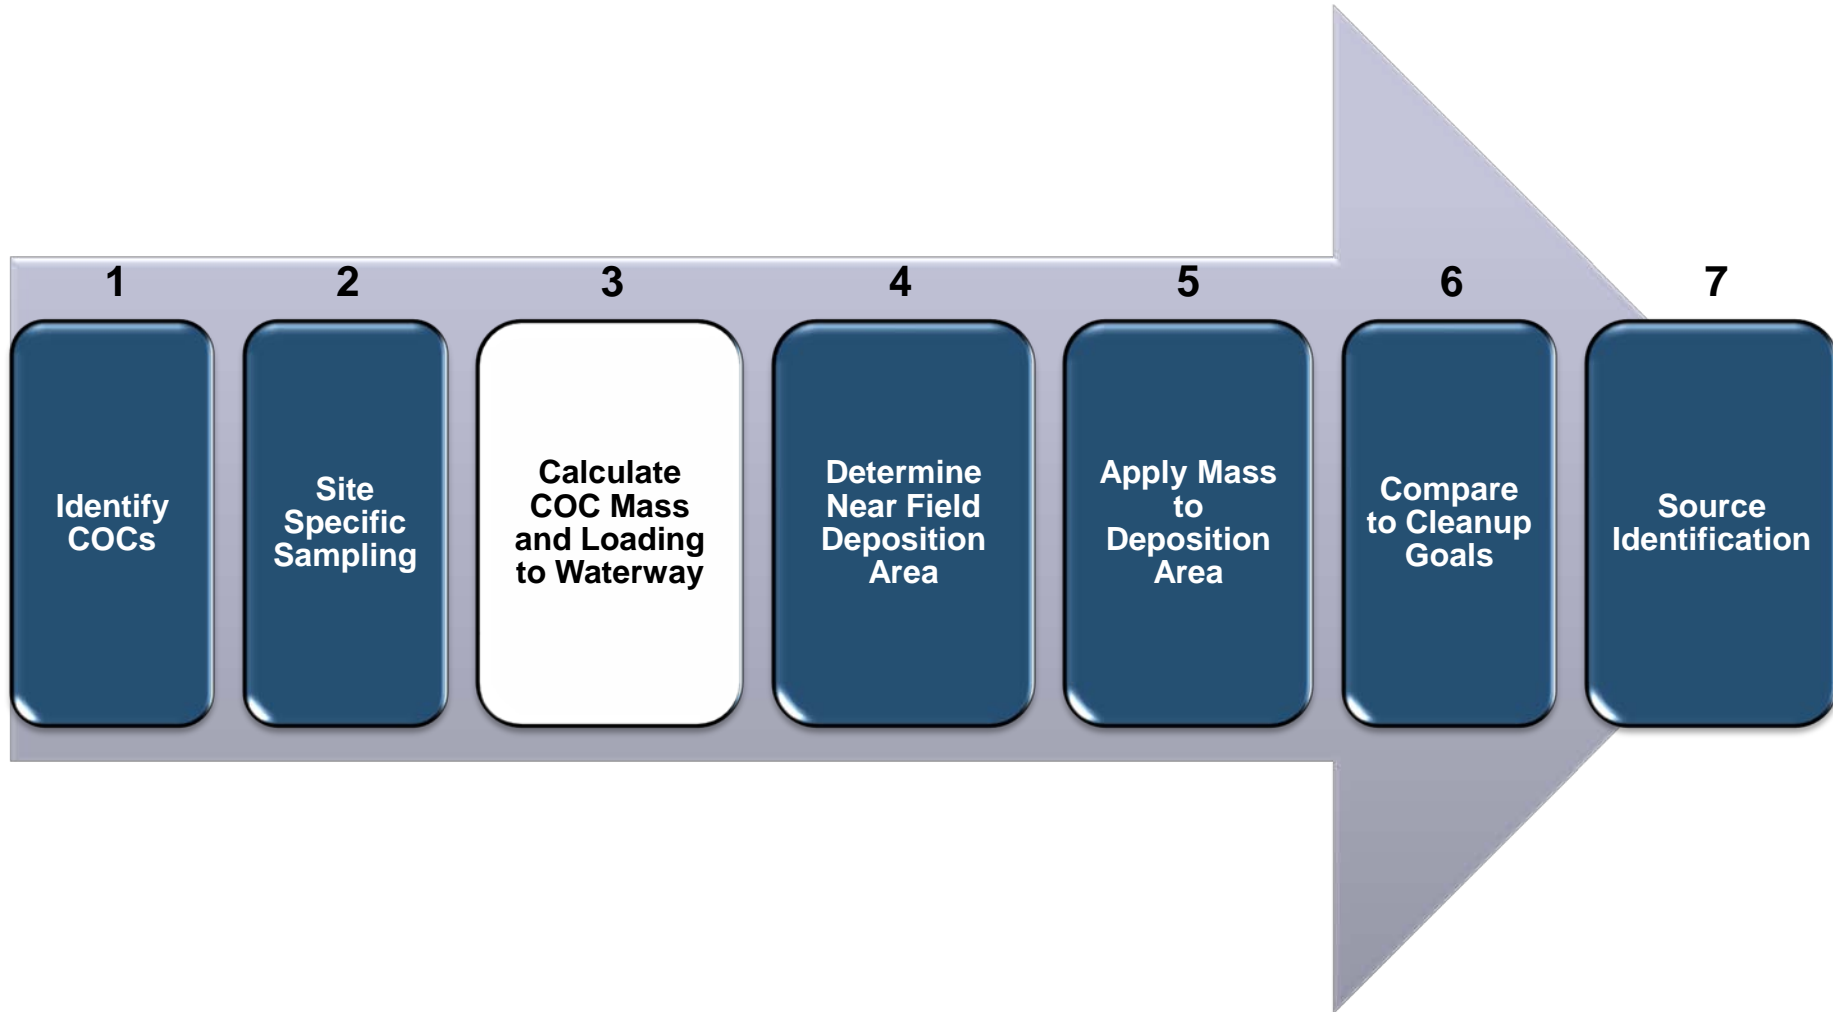 1
2
3
4
5
6
7
Identify
COCs
Site
Specific
Sampling
Calculate
COC Mass
and Loading
to Waterway
Determine
Near Field
Deposition
Area
Apply Mass
to
Deposition
Area
Compare
to Cleanup
Goals
Source
Identification